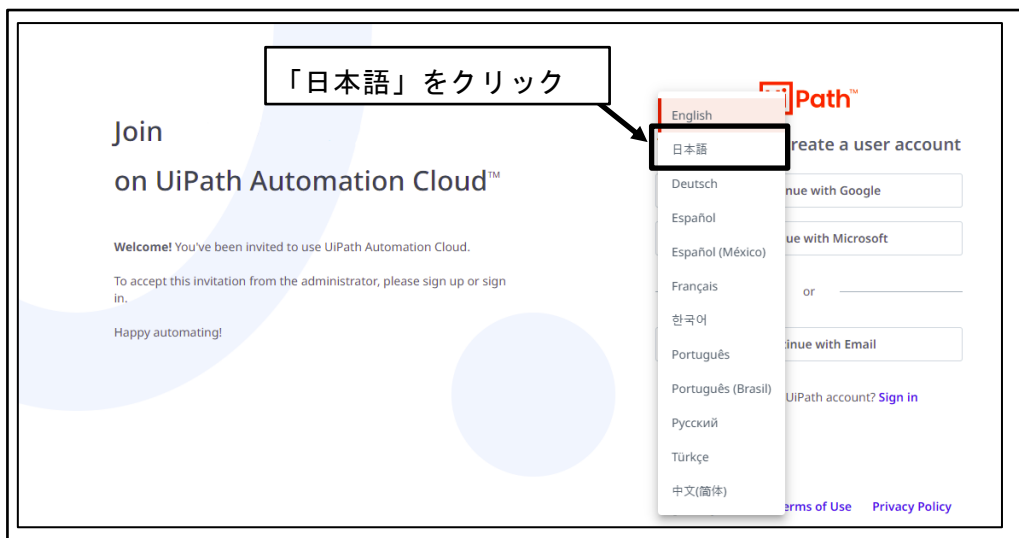 「日本語」をクリック
Join
on UiPath Automation Cloud™
Welcome! You've been invited to use UiPath Automation Cloud.
To accept this invitation from the administrator, please sign up or sign
in.
Happy automating!
English
日本語
Deutsch
Español
Español (México)
Français
한국어
Português
Português (Brasil)
Русский
Türkçe
中文(简体)
Path™
reate a user account
nue with Google
ue with Microsoft
or
inue with Email
UiPath account? Sign in
erms of Use Privacy Policy